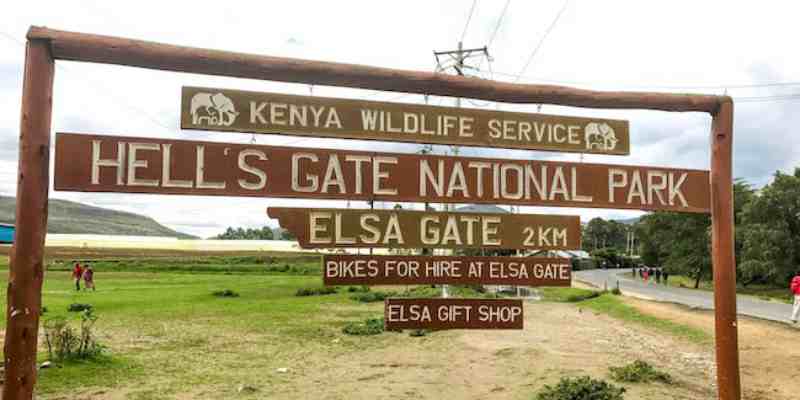 KENYA WILDLIFE SERVICE
HELL'S GATE NATIONAL PARK
ELSA GATE 2KM
BIKES FOR HIRE AT ELSA GATE
ELSA GIFT SHOP